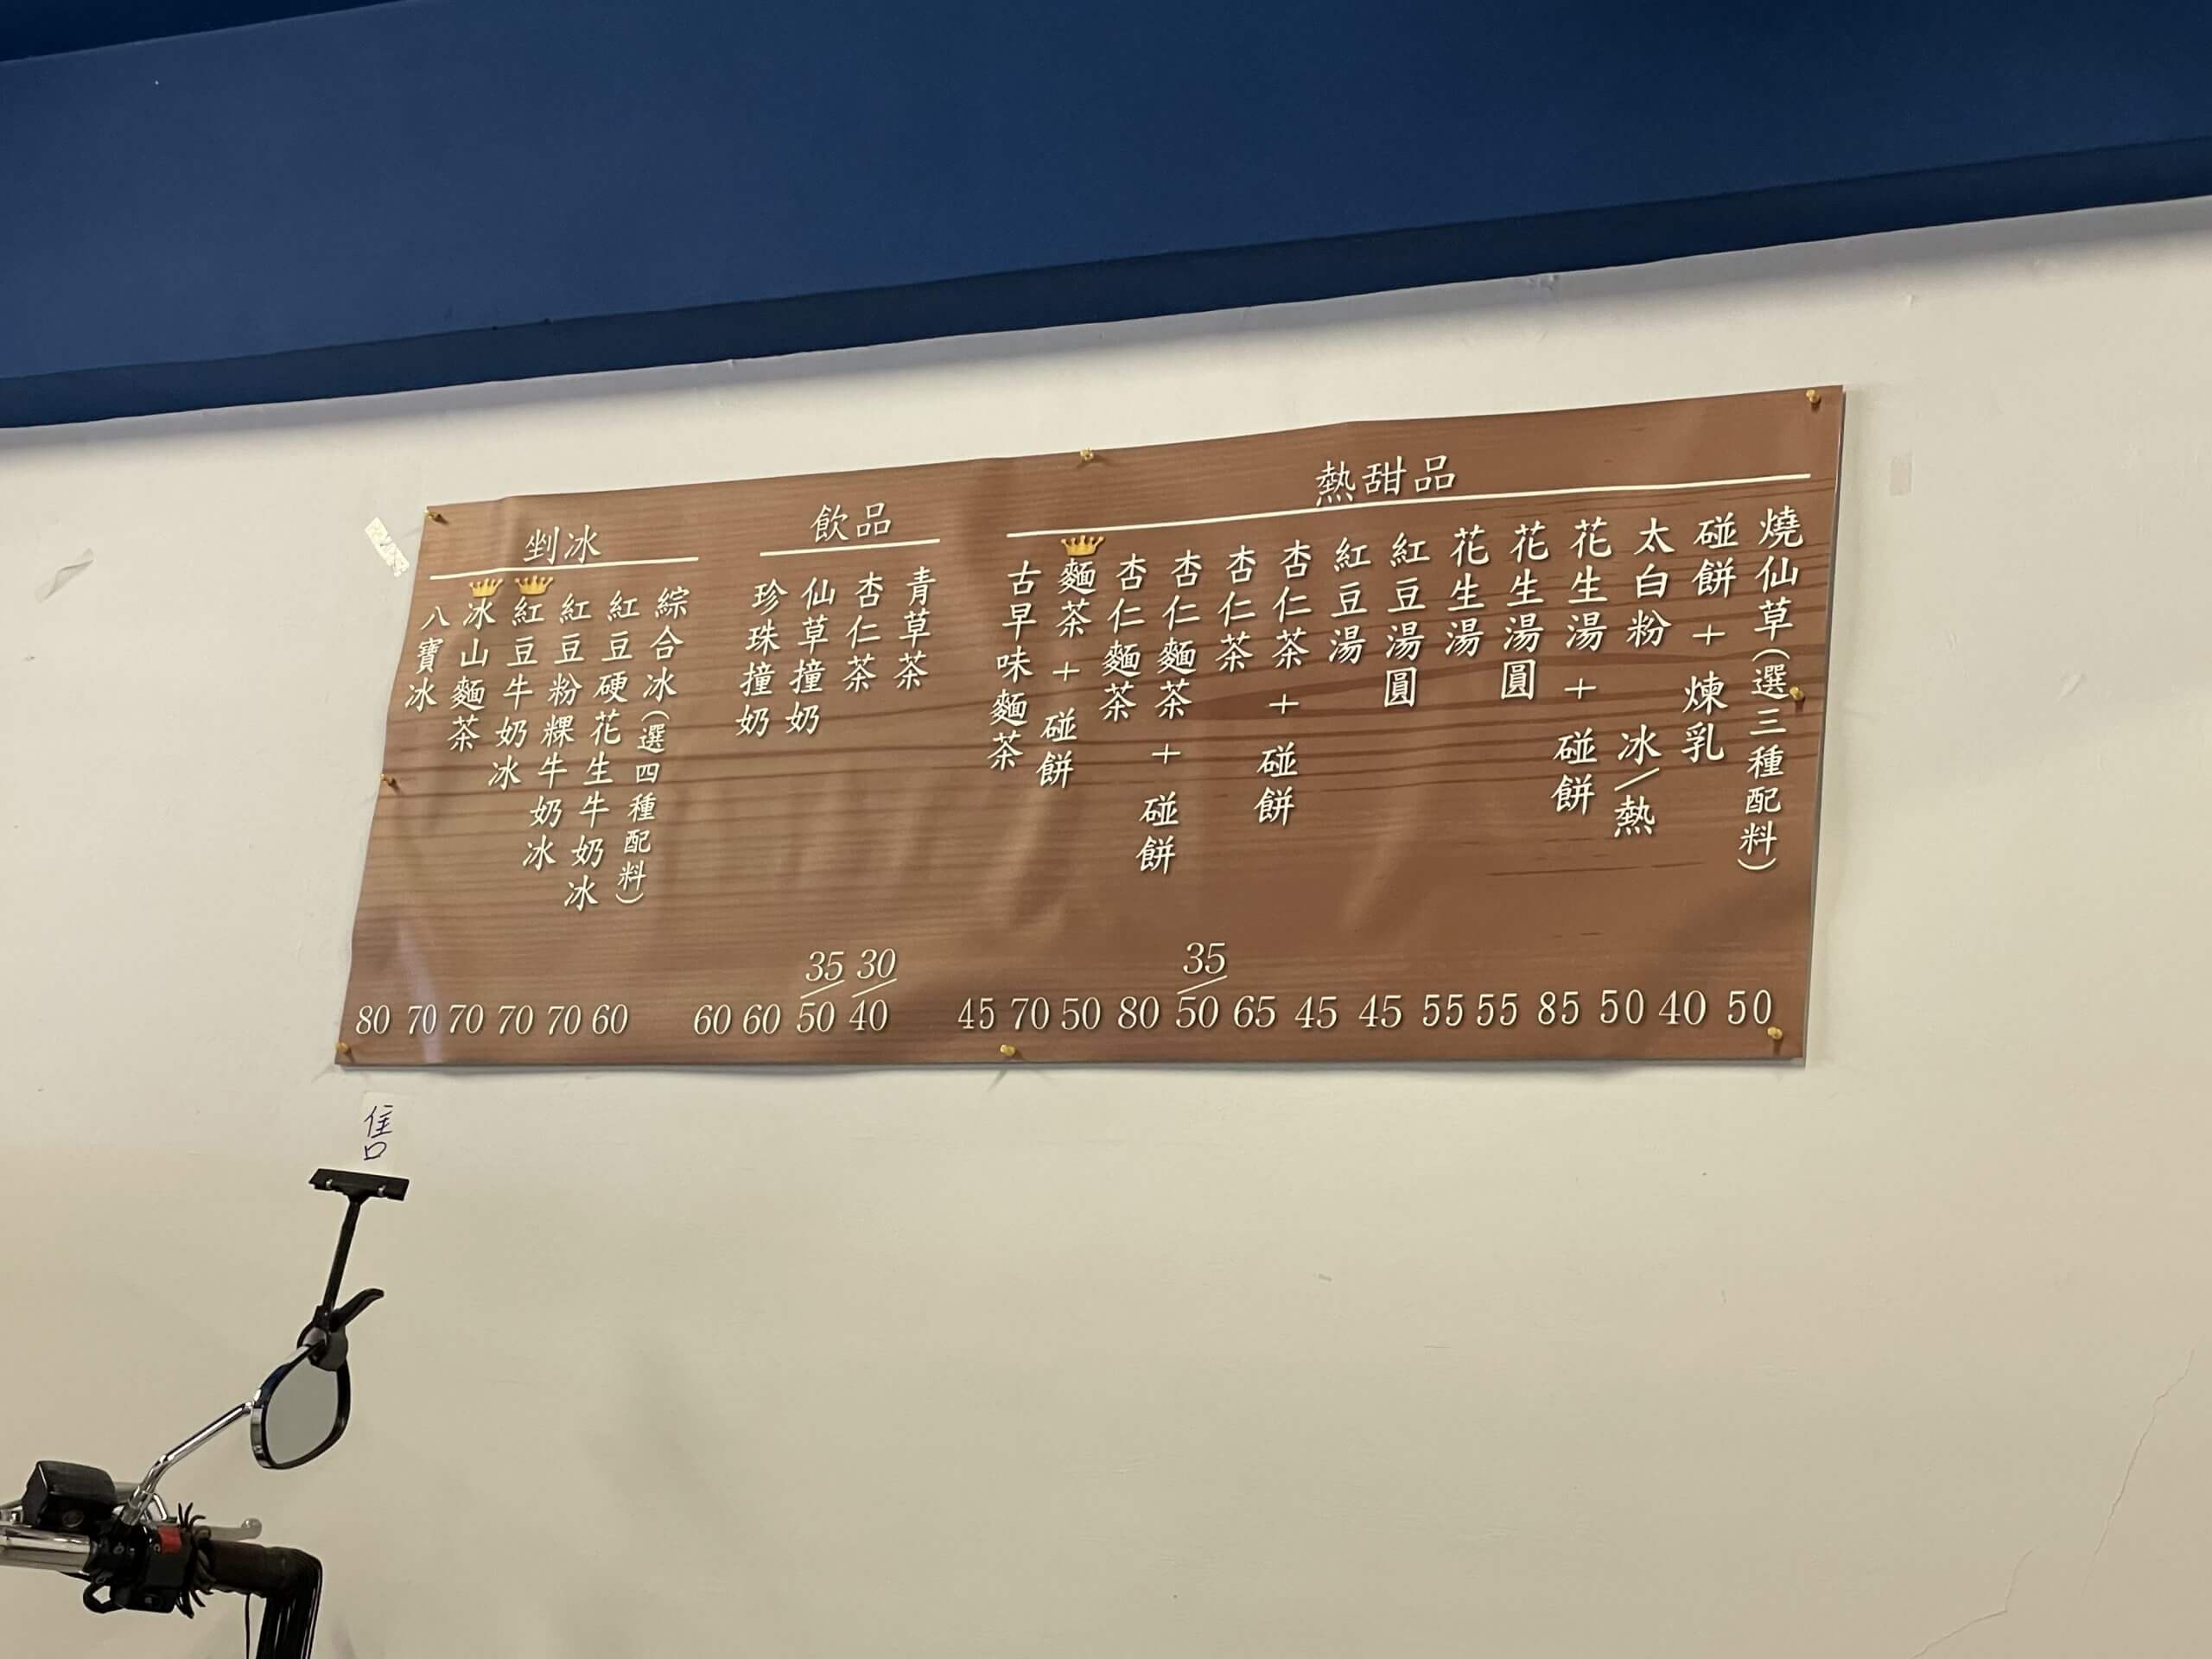 熱甜品
燒仙草(選三種配料) 50
碰餅+煉乳 40
太白粉 冰/熱 50
花生湯+碰餅 85
花生湯圓 55
花生湯 55
紅豆湯圓 45
紅豆湯 45
杏仁茶+碰餅 65
杏仁茶 35/50
杏仁麵茶+碰餅 80
杏仁麵茶 50
麵茶+碰餅 70
古早味麵茶 45
飲品
青草茶 30/40
杏仁茶 35/50
仙草撞奶 60
珍珠撞奶 60
剉冰
綜合冰(選四種配料) 60
紅豆硬花生牛奶冰 70
紅豆粉粿牛奶冰 70
紅豆牛奶冰 70
冰山麵茶 70
八寶冰 80
售